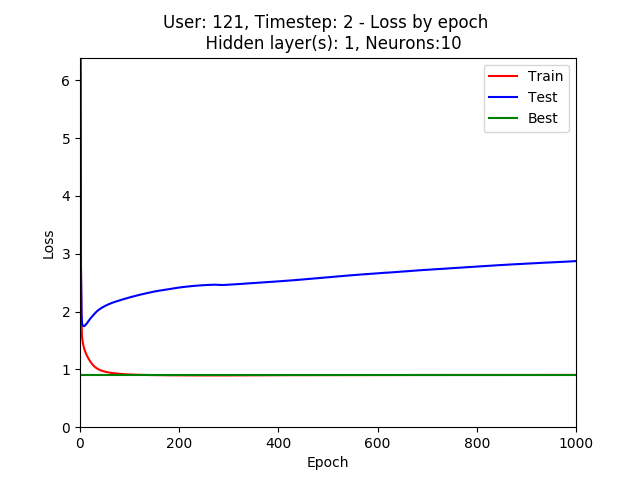 User: 121, Timestep: 2 - Loss by epoch
Hidden layer(s): 1, Neurons:10
Train
Test
Best
Loss
6
5
4
3
2
1
0
0 200 400 600 800 1000
Epoch